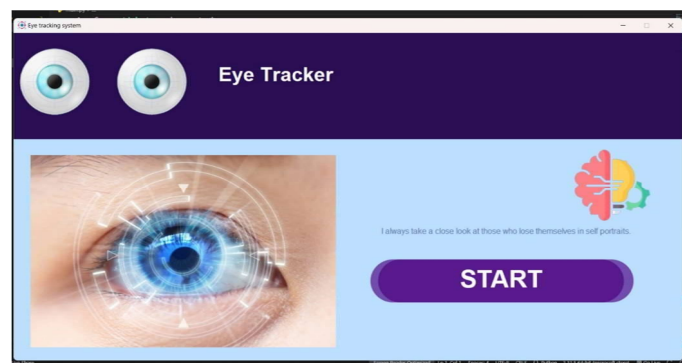 Eye tracking system
Eye Tracker
I always take a close look at those who lose themselves in self portraits.
START